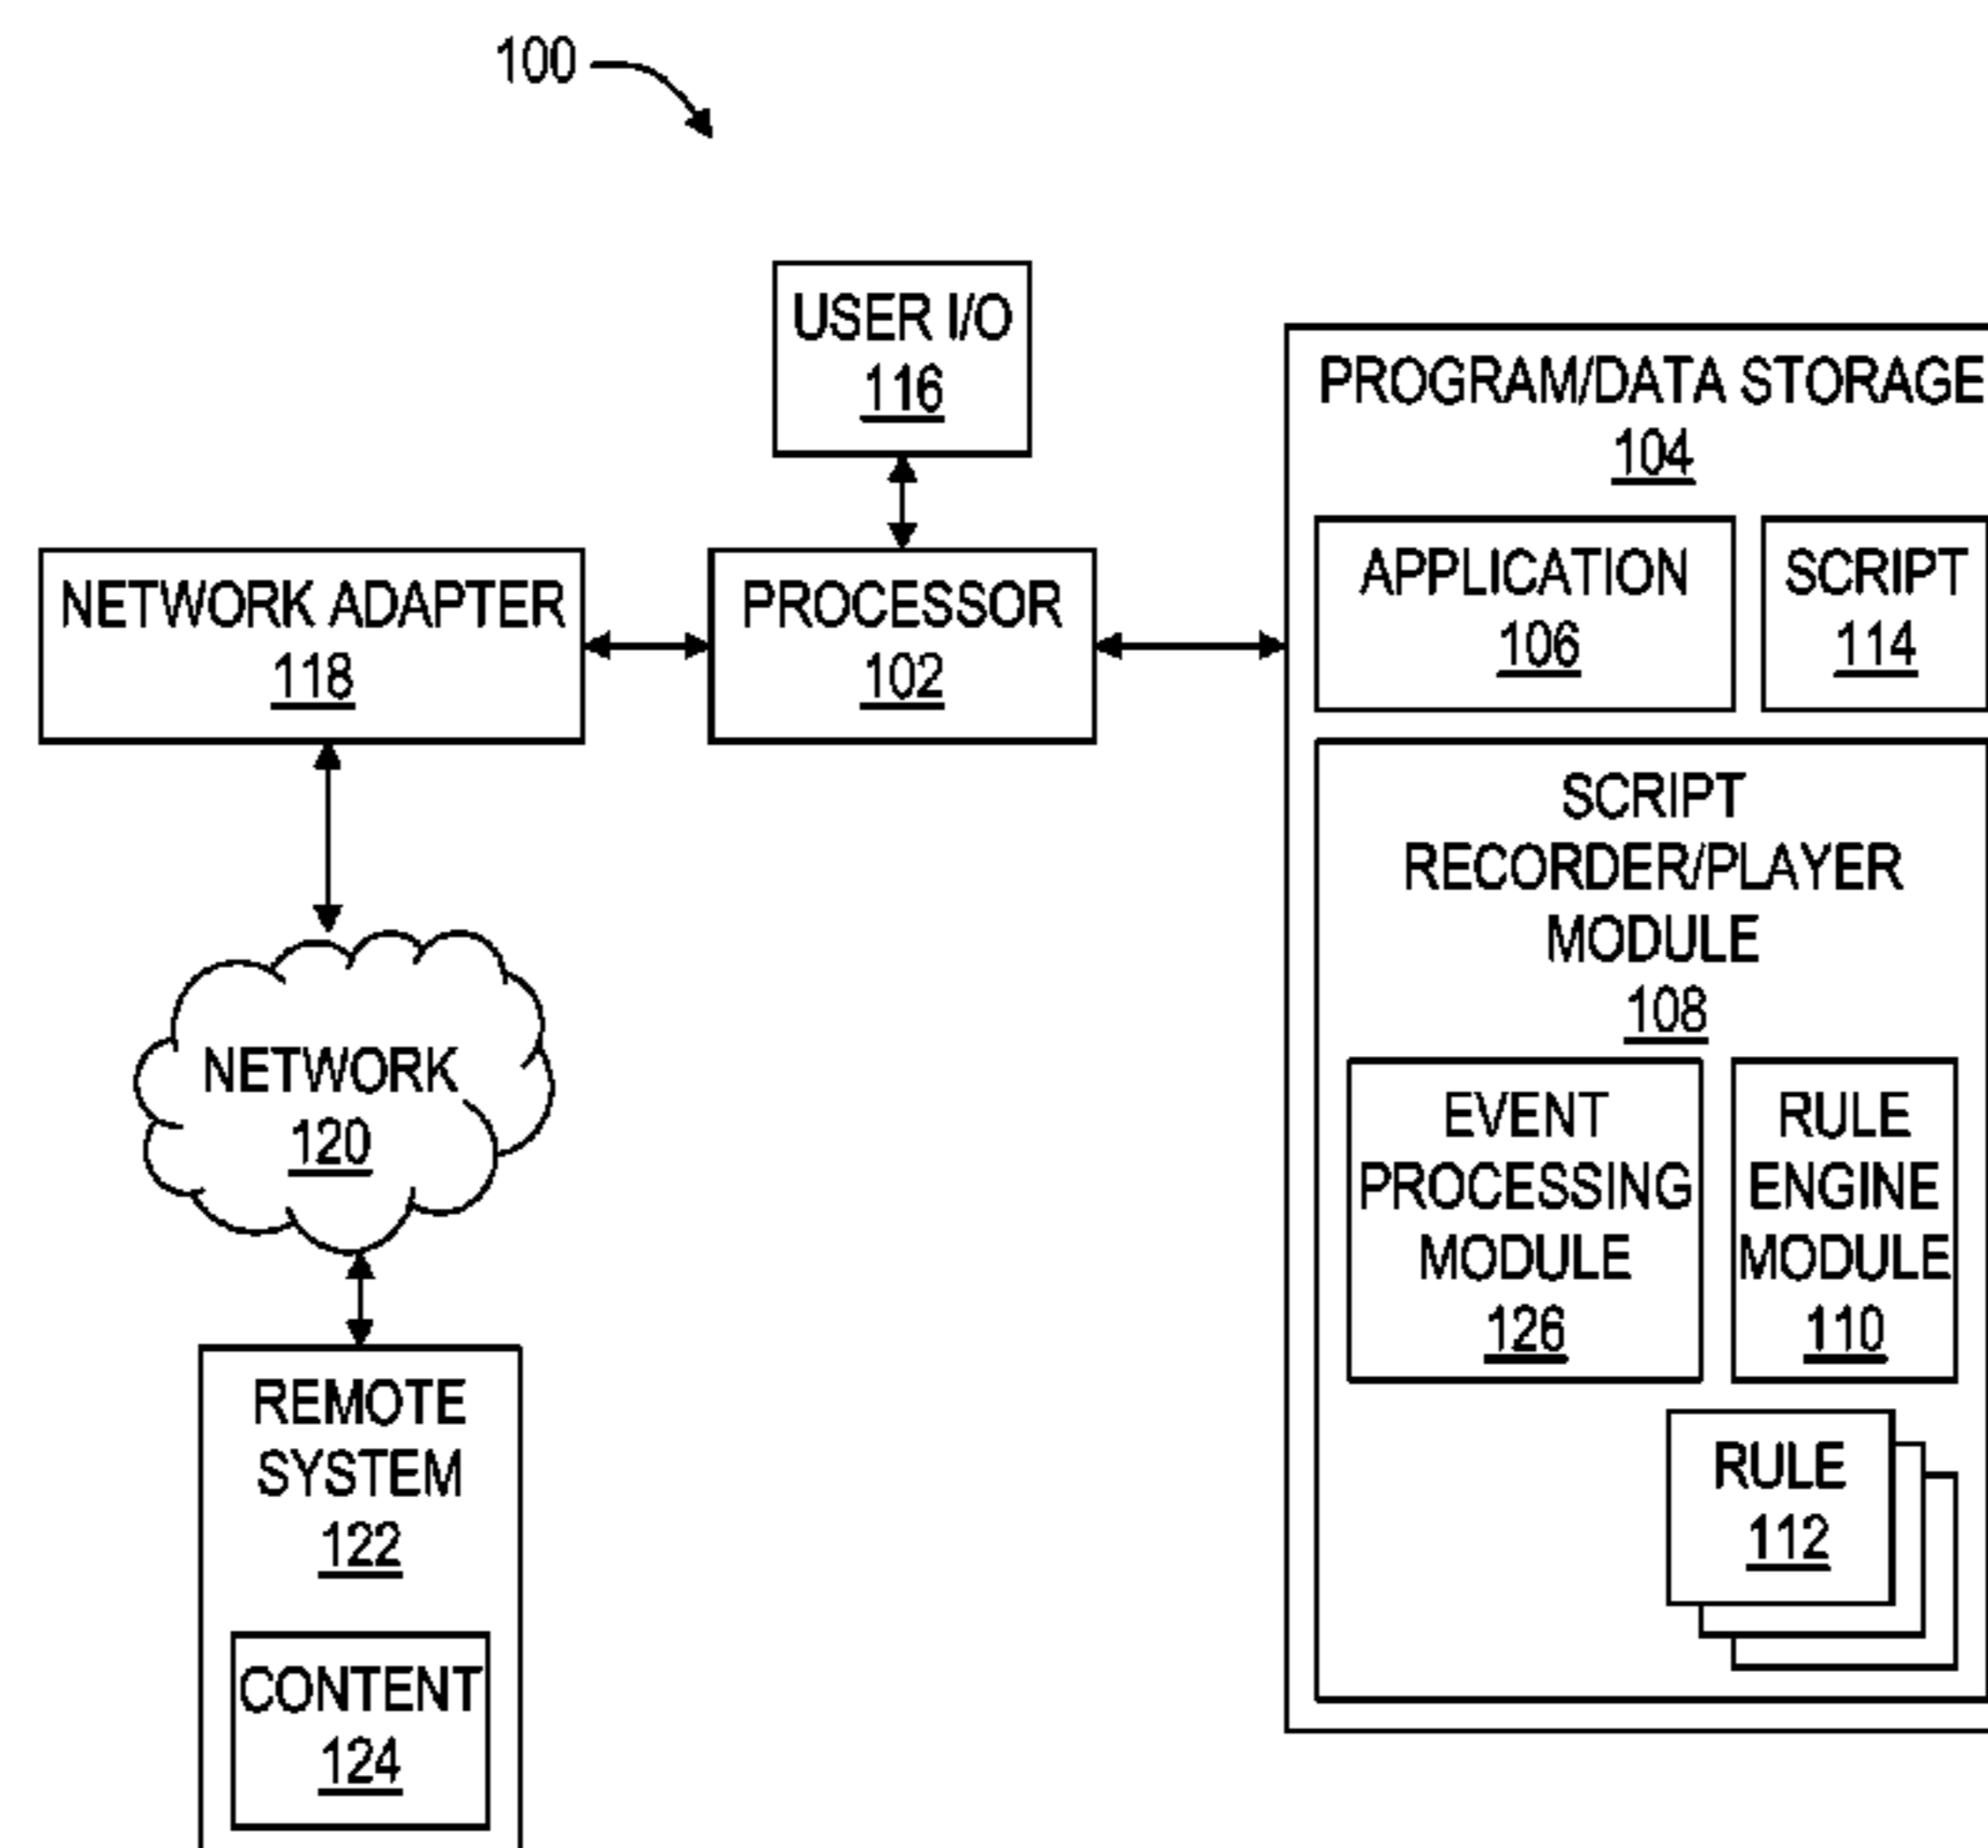 100
USER I/O
116
PROGRAM/DATA STORAGE
104
NETWORK ADAPTER
118
PROCESSOR
102
APPLICATION
106
SCRIPT
114
SCRIPT
RECORDER/PLAYER
MODULE
108
NETWORK
120
EVENT
PROCESSING
MODULE
126
RULE
ENGINE
MODULE
110
REMOTE
SYSTEM
122
RULE
112
CONTENT
124